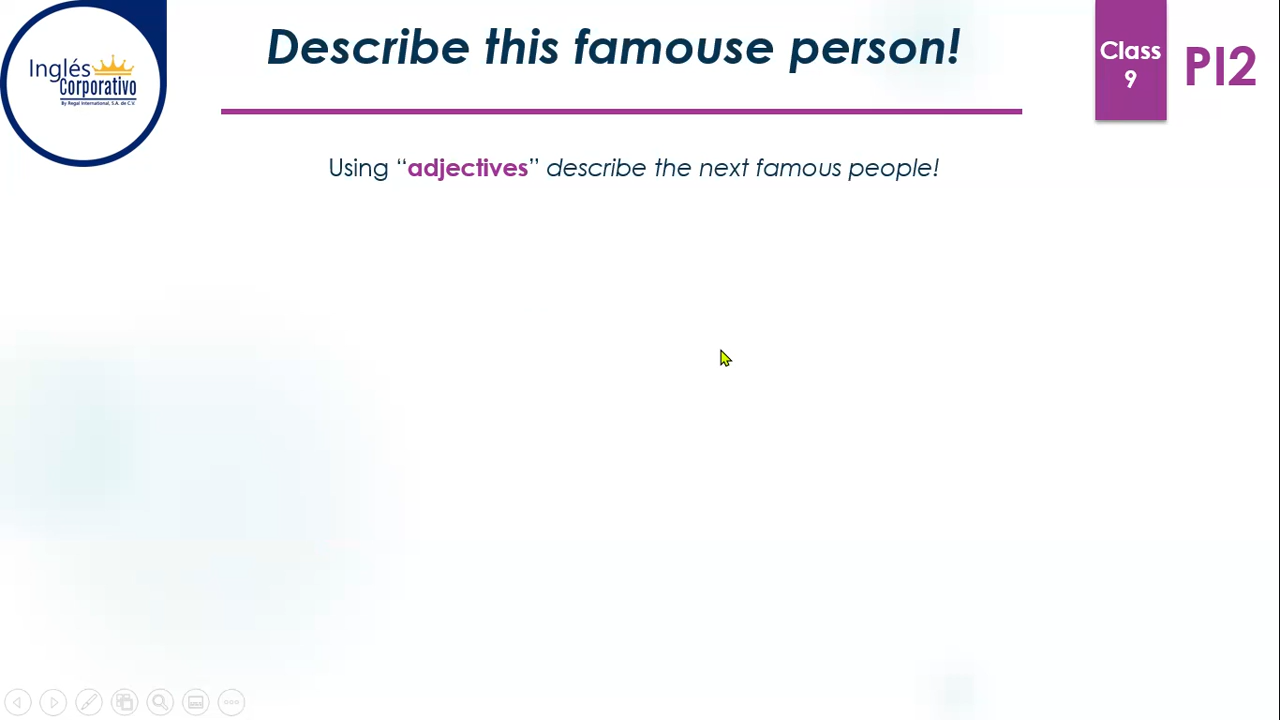 Describe this famouse person!
Class
9
PI2
Inglés
Corporativo
By Regal International, S.A. de C.V.
Using “adjectives” describe the next famous people!